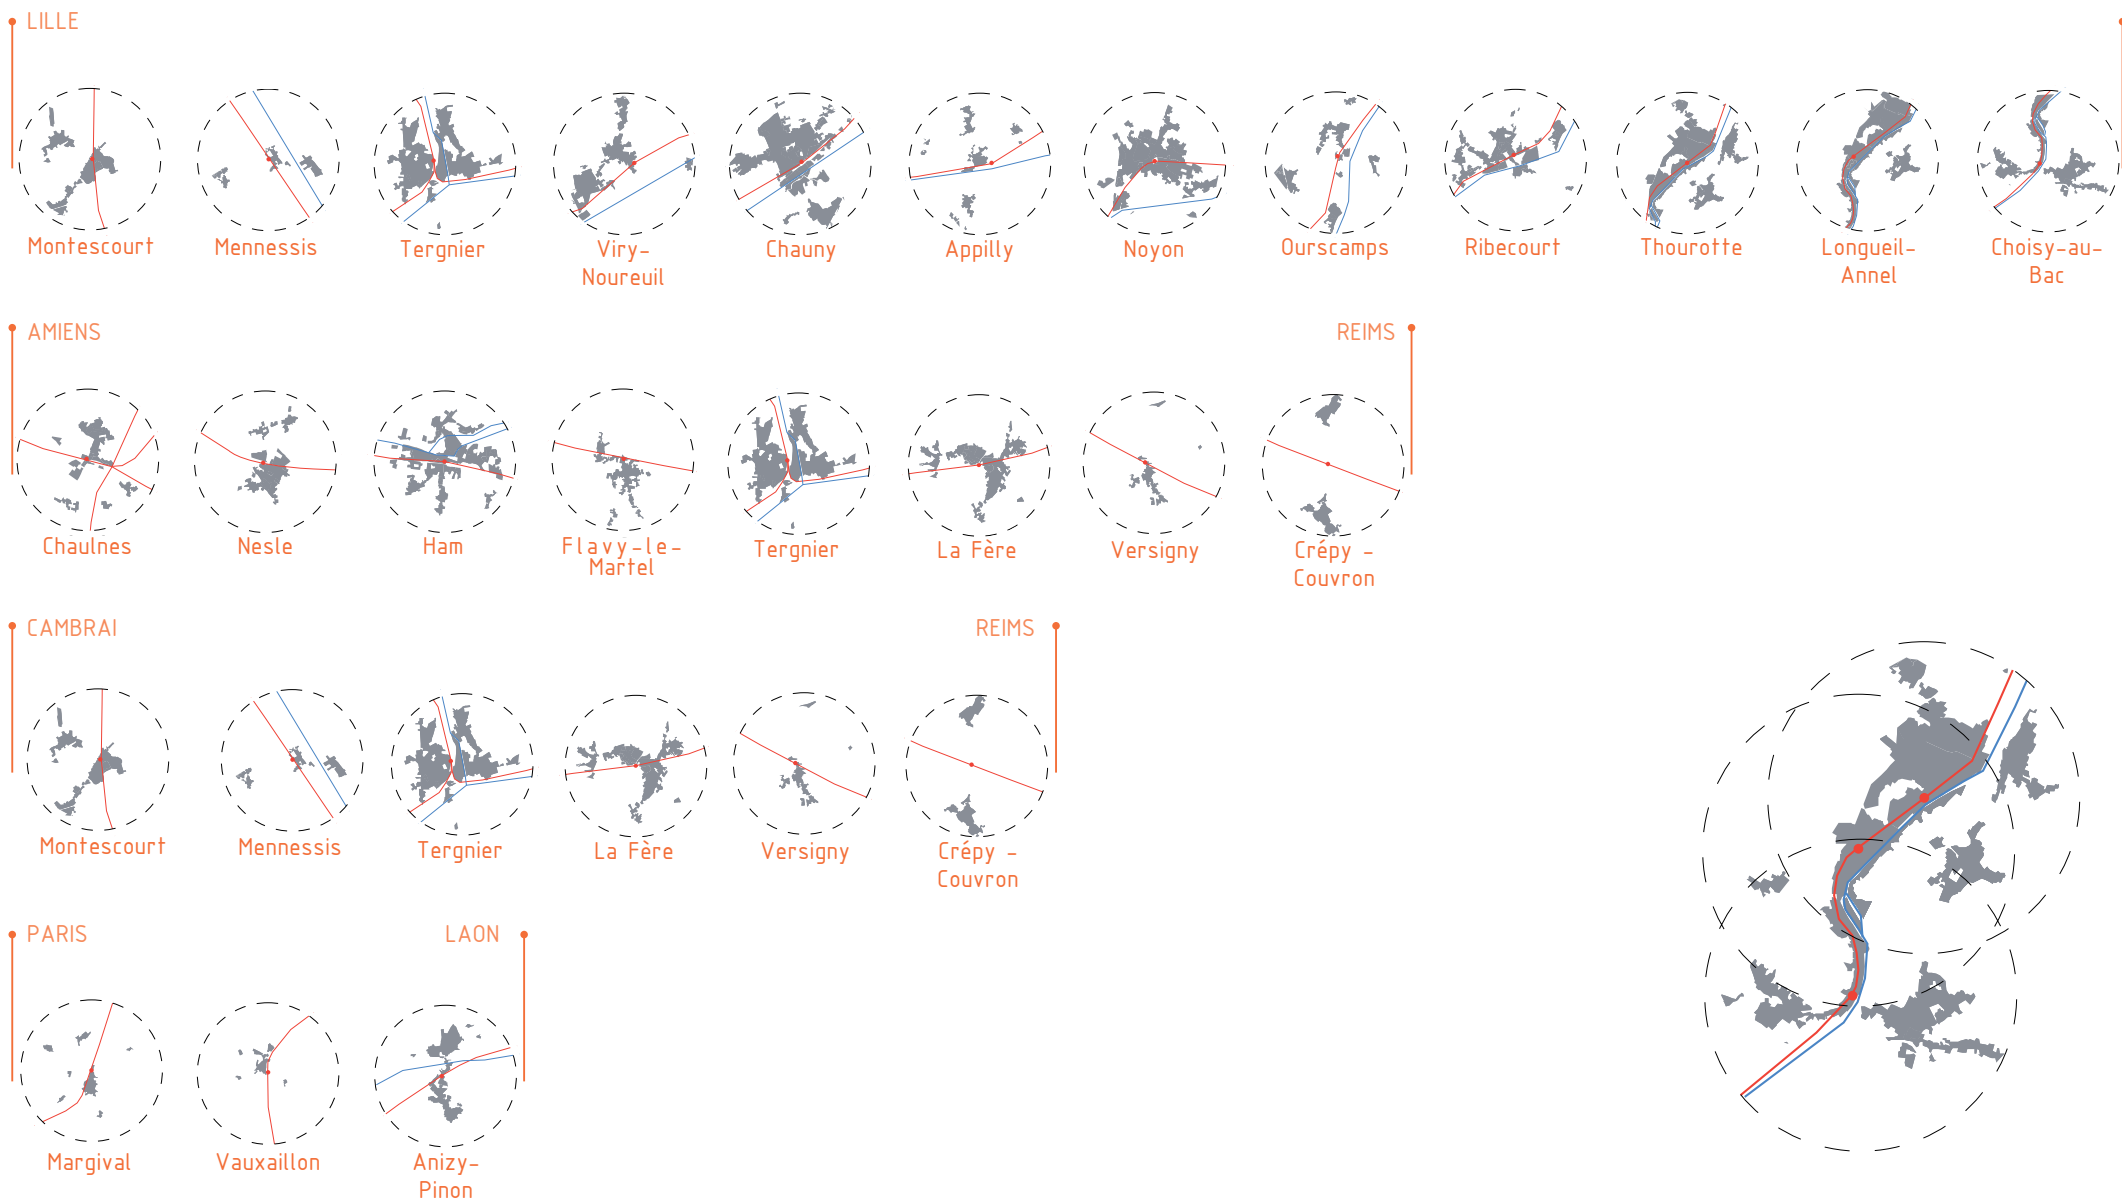 LILLE
Montescourt
Mennessis
Tergnier
Viry-
Noureuil
Chauny
Appilly
Noyon
Ourscamps
Ribecourt
Thourotte
Longueil-
Annel
Choisy-au-
Bac
AMIENS
REIMS
Chaulnes
Nesle
Ham
Flavy-le-
Martel
Tergnier
La Fère
Versigny
Crépy -
Couvron
CAMBRAI
REIMS
Montescourt
Mennessis
Tergnier
La Fère
Versigny
Crépy -
Couvron
PARIS
LAON
Margival
Vauxaillon
Anizy-
Pinon